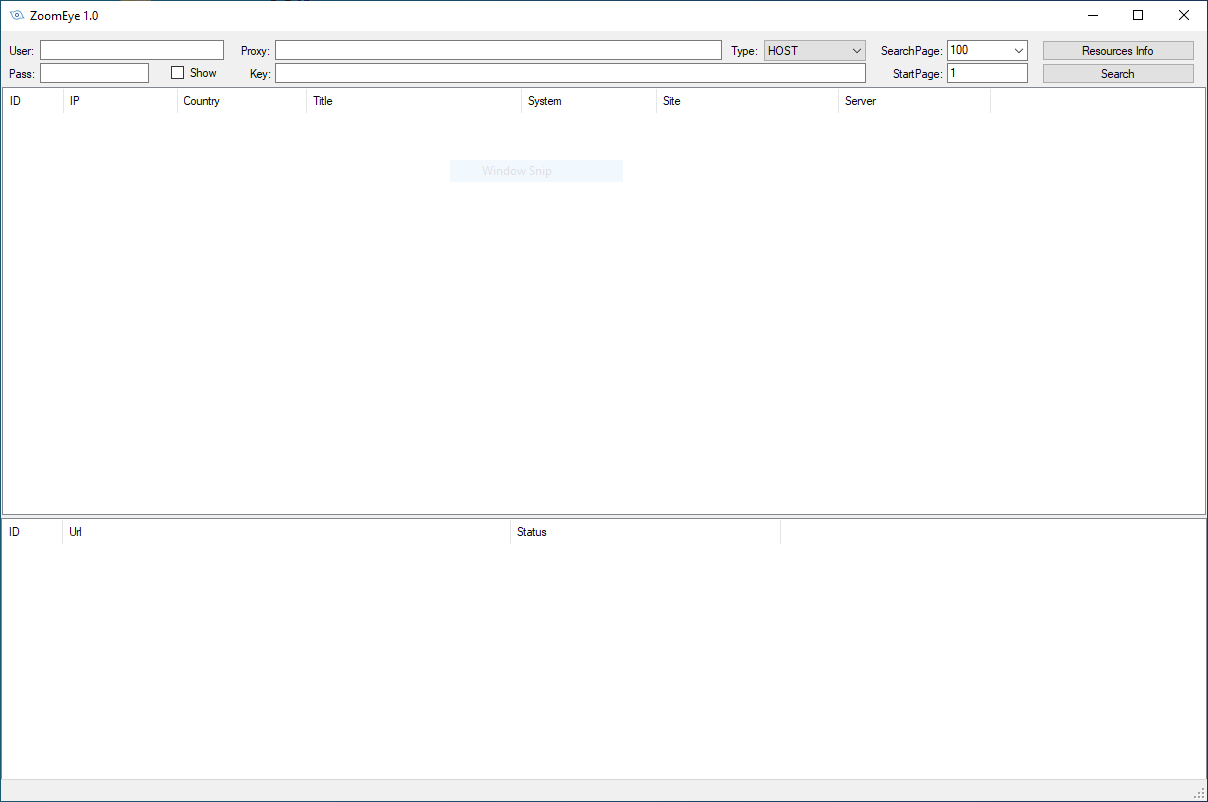 ZoomEye 1.0
User: Proxy: Type: HOST SearchPage: 100 Resources Info
Pass: Show Key: StartPage: 1 Search
ID IP Country Title System Site Server
Window Snip
ID Url Status